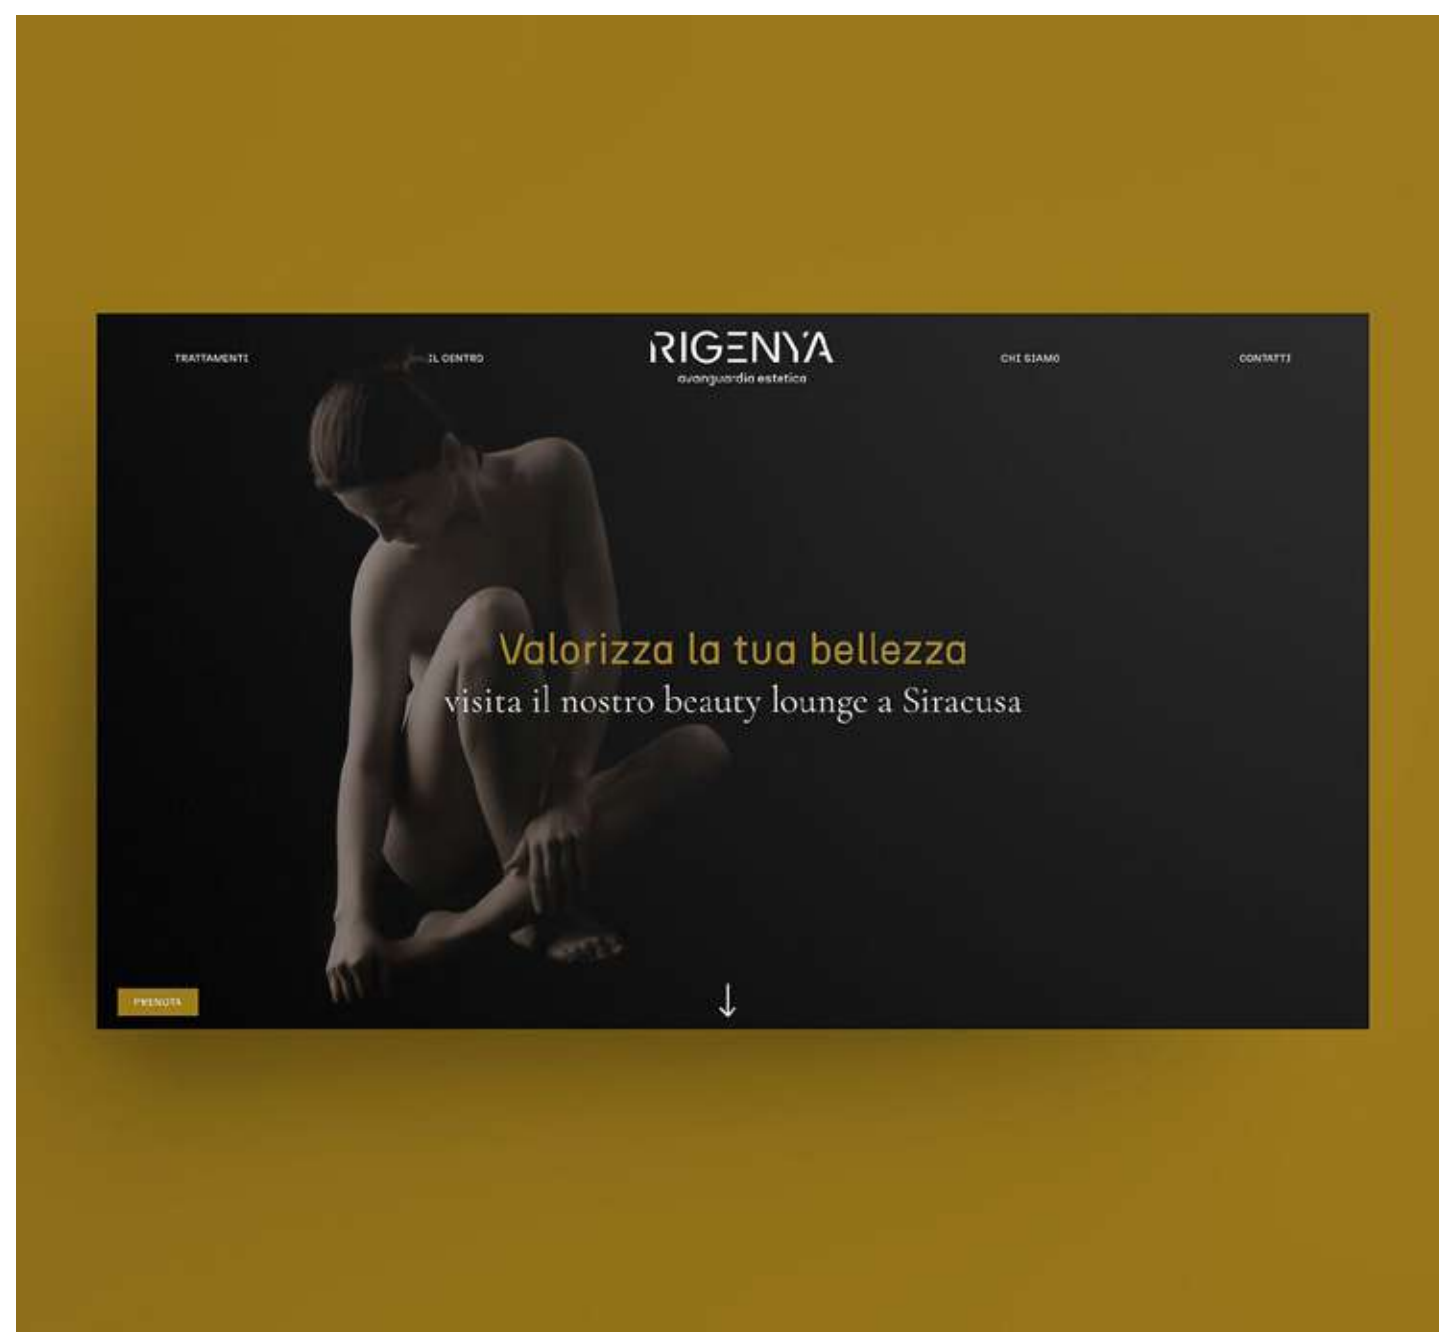 TRATTAMENTI
IL CENTRO
RIGENYA
avanguardia estetica
CHI SIAMO
CONTATTI
Valorizza la tua bellezza
visita il nostro beauty lounge a Siracusa
PRENOTA